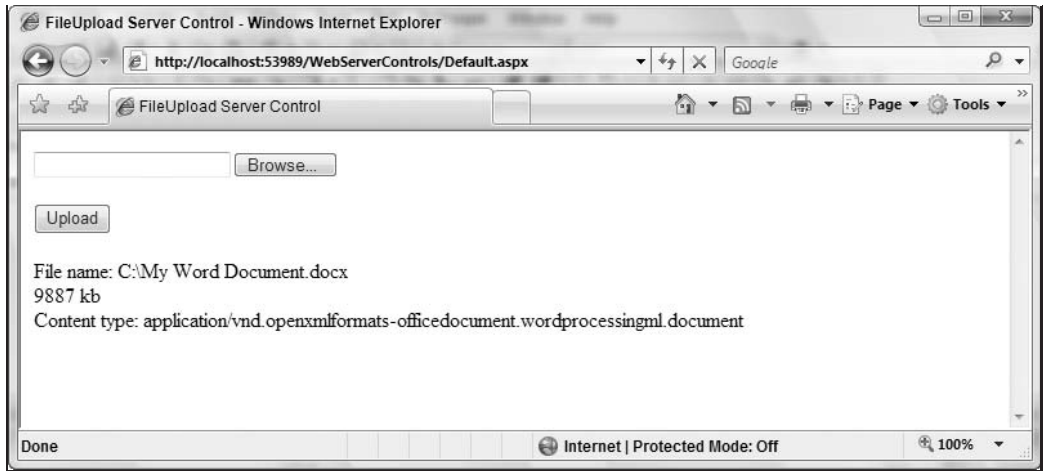 FileUpload Server Control - Windows Internet Explorer
http://localhost:53989/WebServerControls/Default.aspx
Google
FileUpload Server Control
Page
Tools
Browse...
Upload
File name: C:\My Word Document.docx
9887 kb
Content type: application/vnd.openxmlformats-officedocument.wordprocessingml.document
Done
Internet | Protected Mode: Off
100%